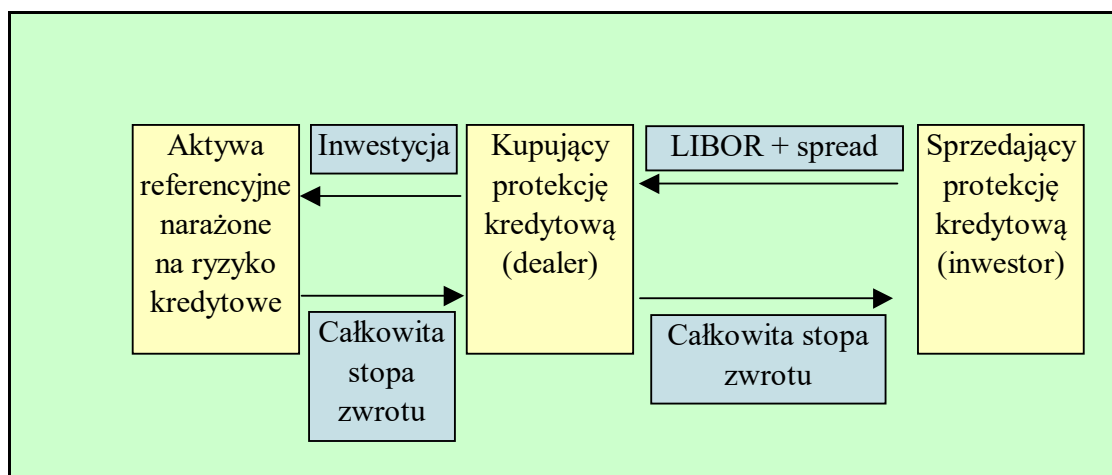 Aktywa
referencyjne
narażone
na ryzyko
kredytowe
Inwestycja
Całkowita
stopa
zwrotu
Kupujący
protekcję
kredytową
(dealer)
LIBOR + spread
Całkowita stopa
zwrotu
Sprzedający
protekcję
kredytową
(inwestor)